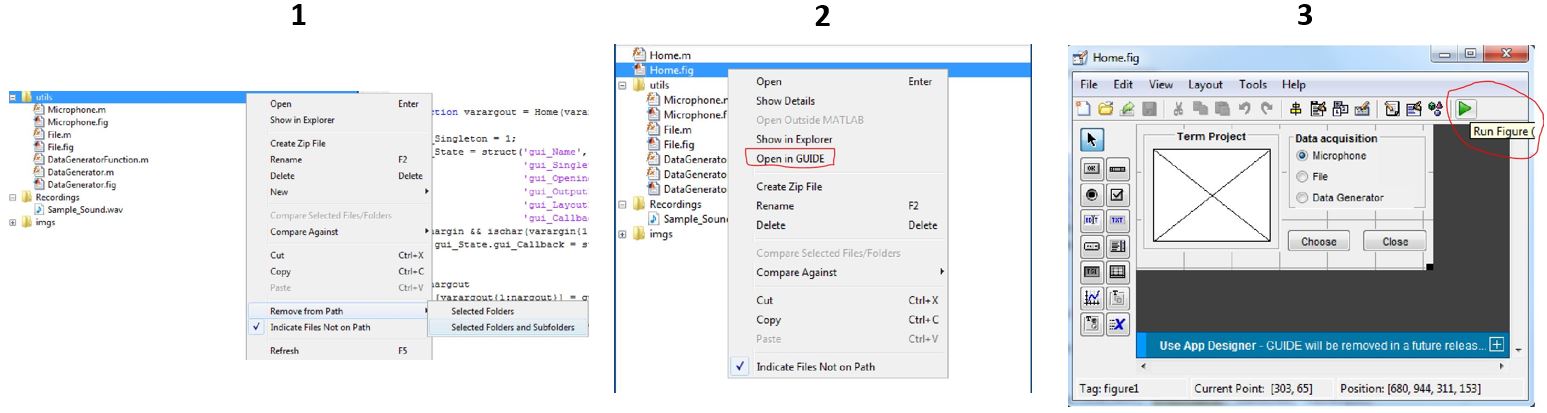 1
utils
Microphone.m
Microphone.fig
File.m
File.fig
DataGeneratorFunction.m
DataGenerator.m
DataGenerator.fig
Recordings
Sample_Sound.wav
imgs
Open Enter
Show in Explorer
Create Zip File
Rename F2
Delete Delete
New
Compare Selected Files/Folders
Compare Against
Cut Ctrl+X
Copy Ctrl+C
Paste Ctrl+V
Remove from Path
Indicate Files Not on Path
Refresh F5
Selected Folders
Selected Folders and Subfolders
varargout = Home(vara
Singleton = 1;
State = struct('gui_Name',
'gui_Single
'gui_Openin
'gui_Output
'gui_Layout
'gui_Callba
&& ischar(varargin{1
gui_State.gui_Callback = s
nargout
[varargout{1:nargout}] = g
2
Home.m
Home.fig
utils
Microphone.m
Microphone.f
File.m
File.fig
DataGenerator
DataGenerator
DataGenerator
Recordings
Sample_Soun
imgs
Open Enter
Show Details
Open Outside MATLAB
Show in Explorer
Open in GUIDE
Create Zip File
Rename F2
Delete Delete
Compare Selected Files/Folders
Compare Against
Cut Ctrl+X
Copy Ctrl+C
Paste Ctrl+V
Indicate Files Not on Path
3
Home.fig
File Edit View Layout Tools Help
Run Figure (
Term Project
Data acquisition
Microphone
File
Data Generator
Choose Close
Use App Designer - GUIDE will be removed in a future releas...
Tag: figure1 Current Point: [303, 65] Position: [680, 944, 311, 153]